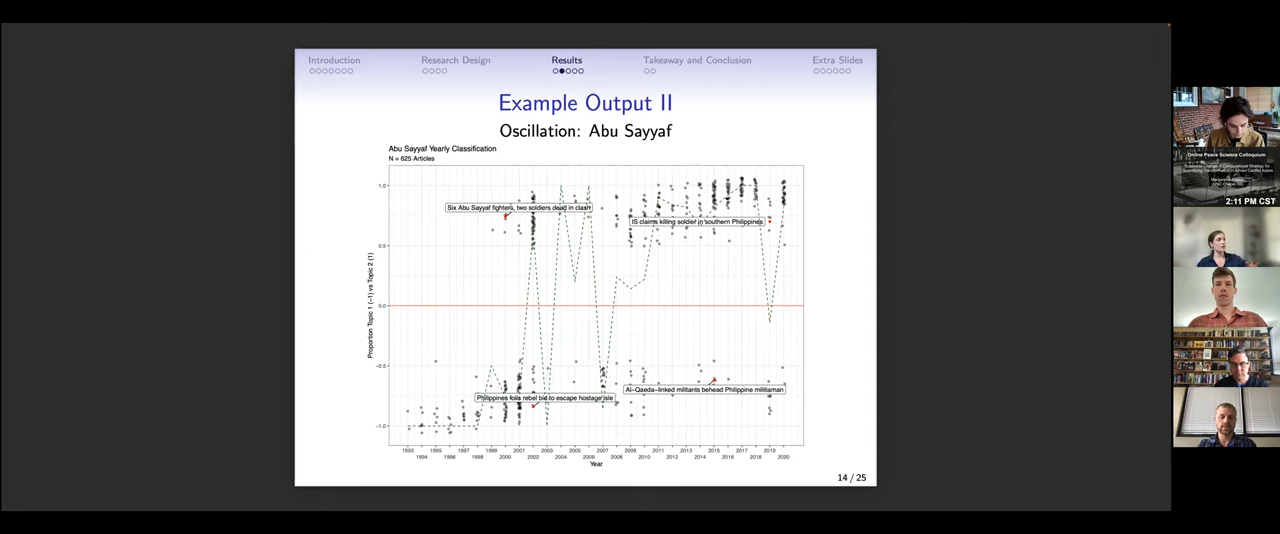 Introduction Research Design Results Takeaway and Conclusion Extra Slides
Example Output II
Oscillation: Abu Sayyaf
Abu Sayyaf Yearly Classification
N = 625 Articles
Proportion Topic 1 (−1) vs Topic 2 (1)
1.0
0.5
0.0
−0.5
−1.0
Six Abu Sayyaf fighters, two soldiers dead in clash
IS claims killing soldier in southern Philippines
Al−Qaeda−linked militants behead Philippine militiaman
Philippines foils rebel bid to escape hostage isle
1993 1995 1997 1999 2001 2003 2005 2007 2009 2011 2013 2015 2017 2019
1994 1996 1998 2000 2002 2004 2006 2008 2010 2012 2014 2016 2018 2020
Year
14 / 25
Online Peace Science Colloquium
2:11 PM CST